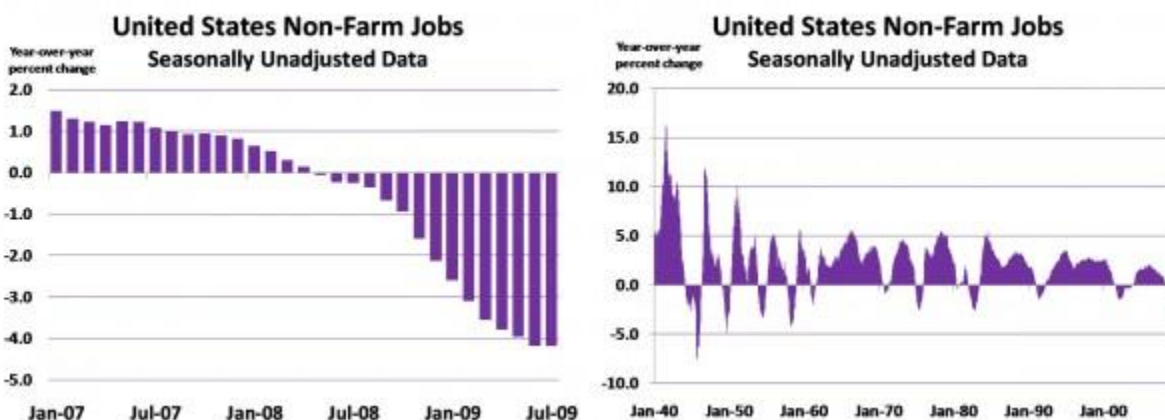 United States Non-Farm Jobs
Seasonally Unadjusted Data
Year-over-year
percent change
2.0
1.0
0.0
-1.0
-2.0
-3.0
-4.0
-5.0
Jan-07 Jul-07 Jan-08 Jul-08 Jan-09 Jul-09
United States Non-Farm Jobs
Seasonally Unadjusted Data
Year-over-year
percent change
20.0
15.0
10.0
5.0
0.0
-5.0
-10.0
Jan-40 Jan-50 Jan-60 Jan-70 Jan-80 Jan-90 Jan-00